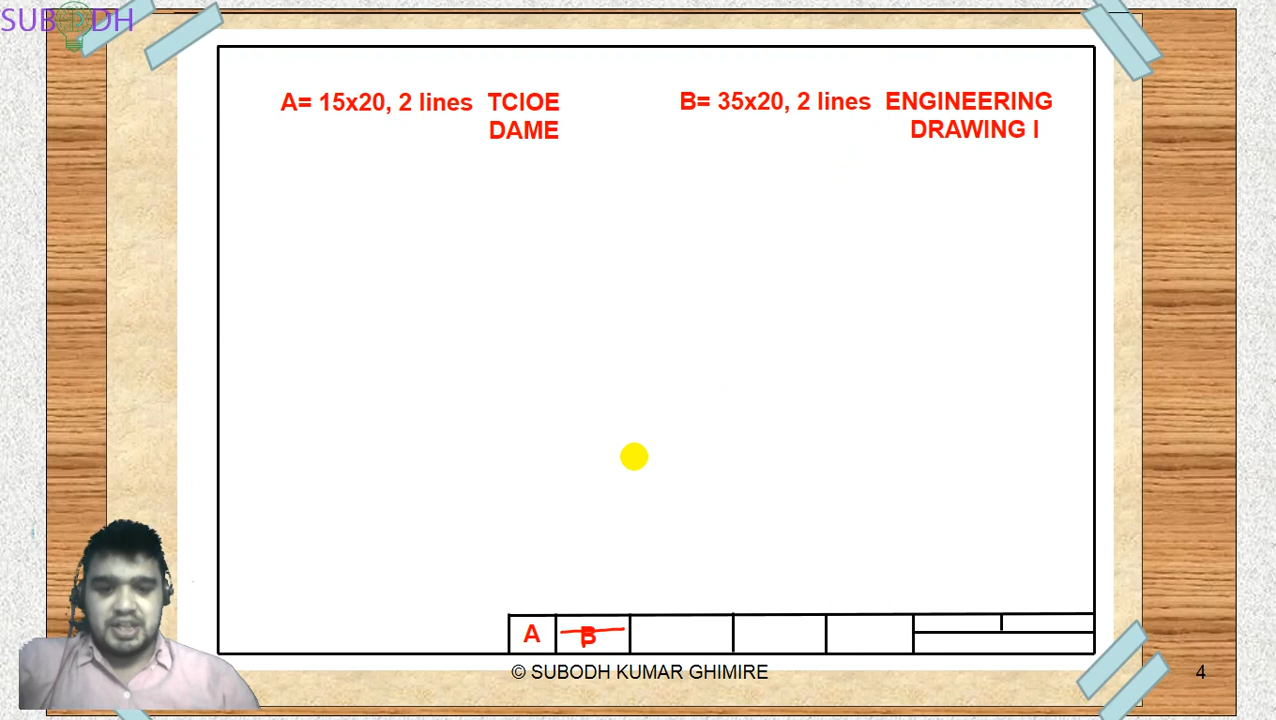 SUBODH
A= 15x20, 2 lines TCIOE
DAME
B= 35x20, 2 lines ENGINEERING
DRAWING I
A
B
© SUBODH KUMAR GHIMIRE
4